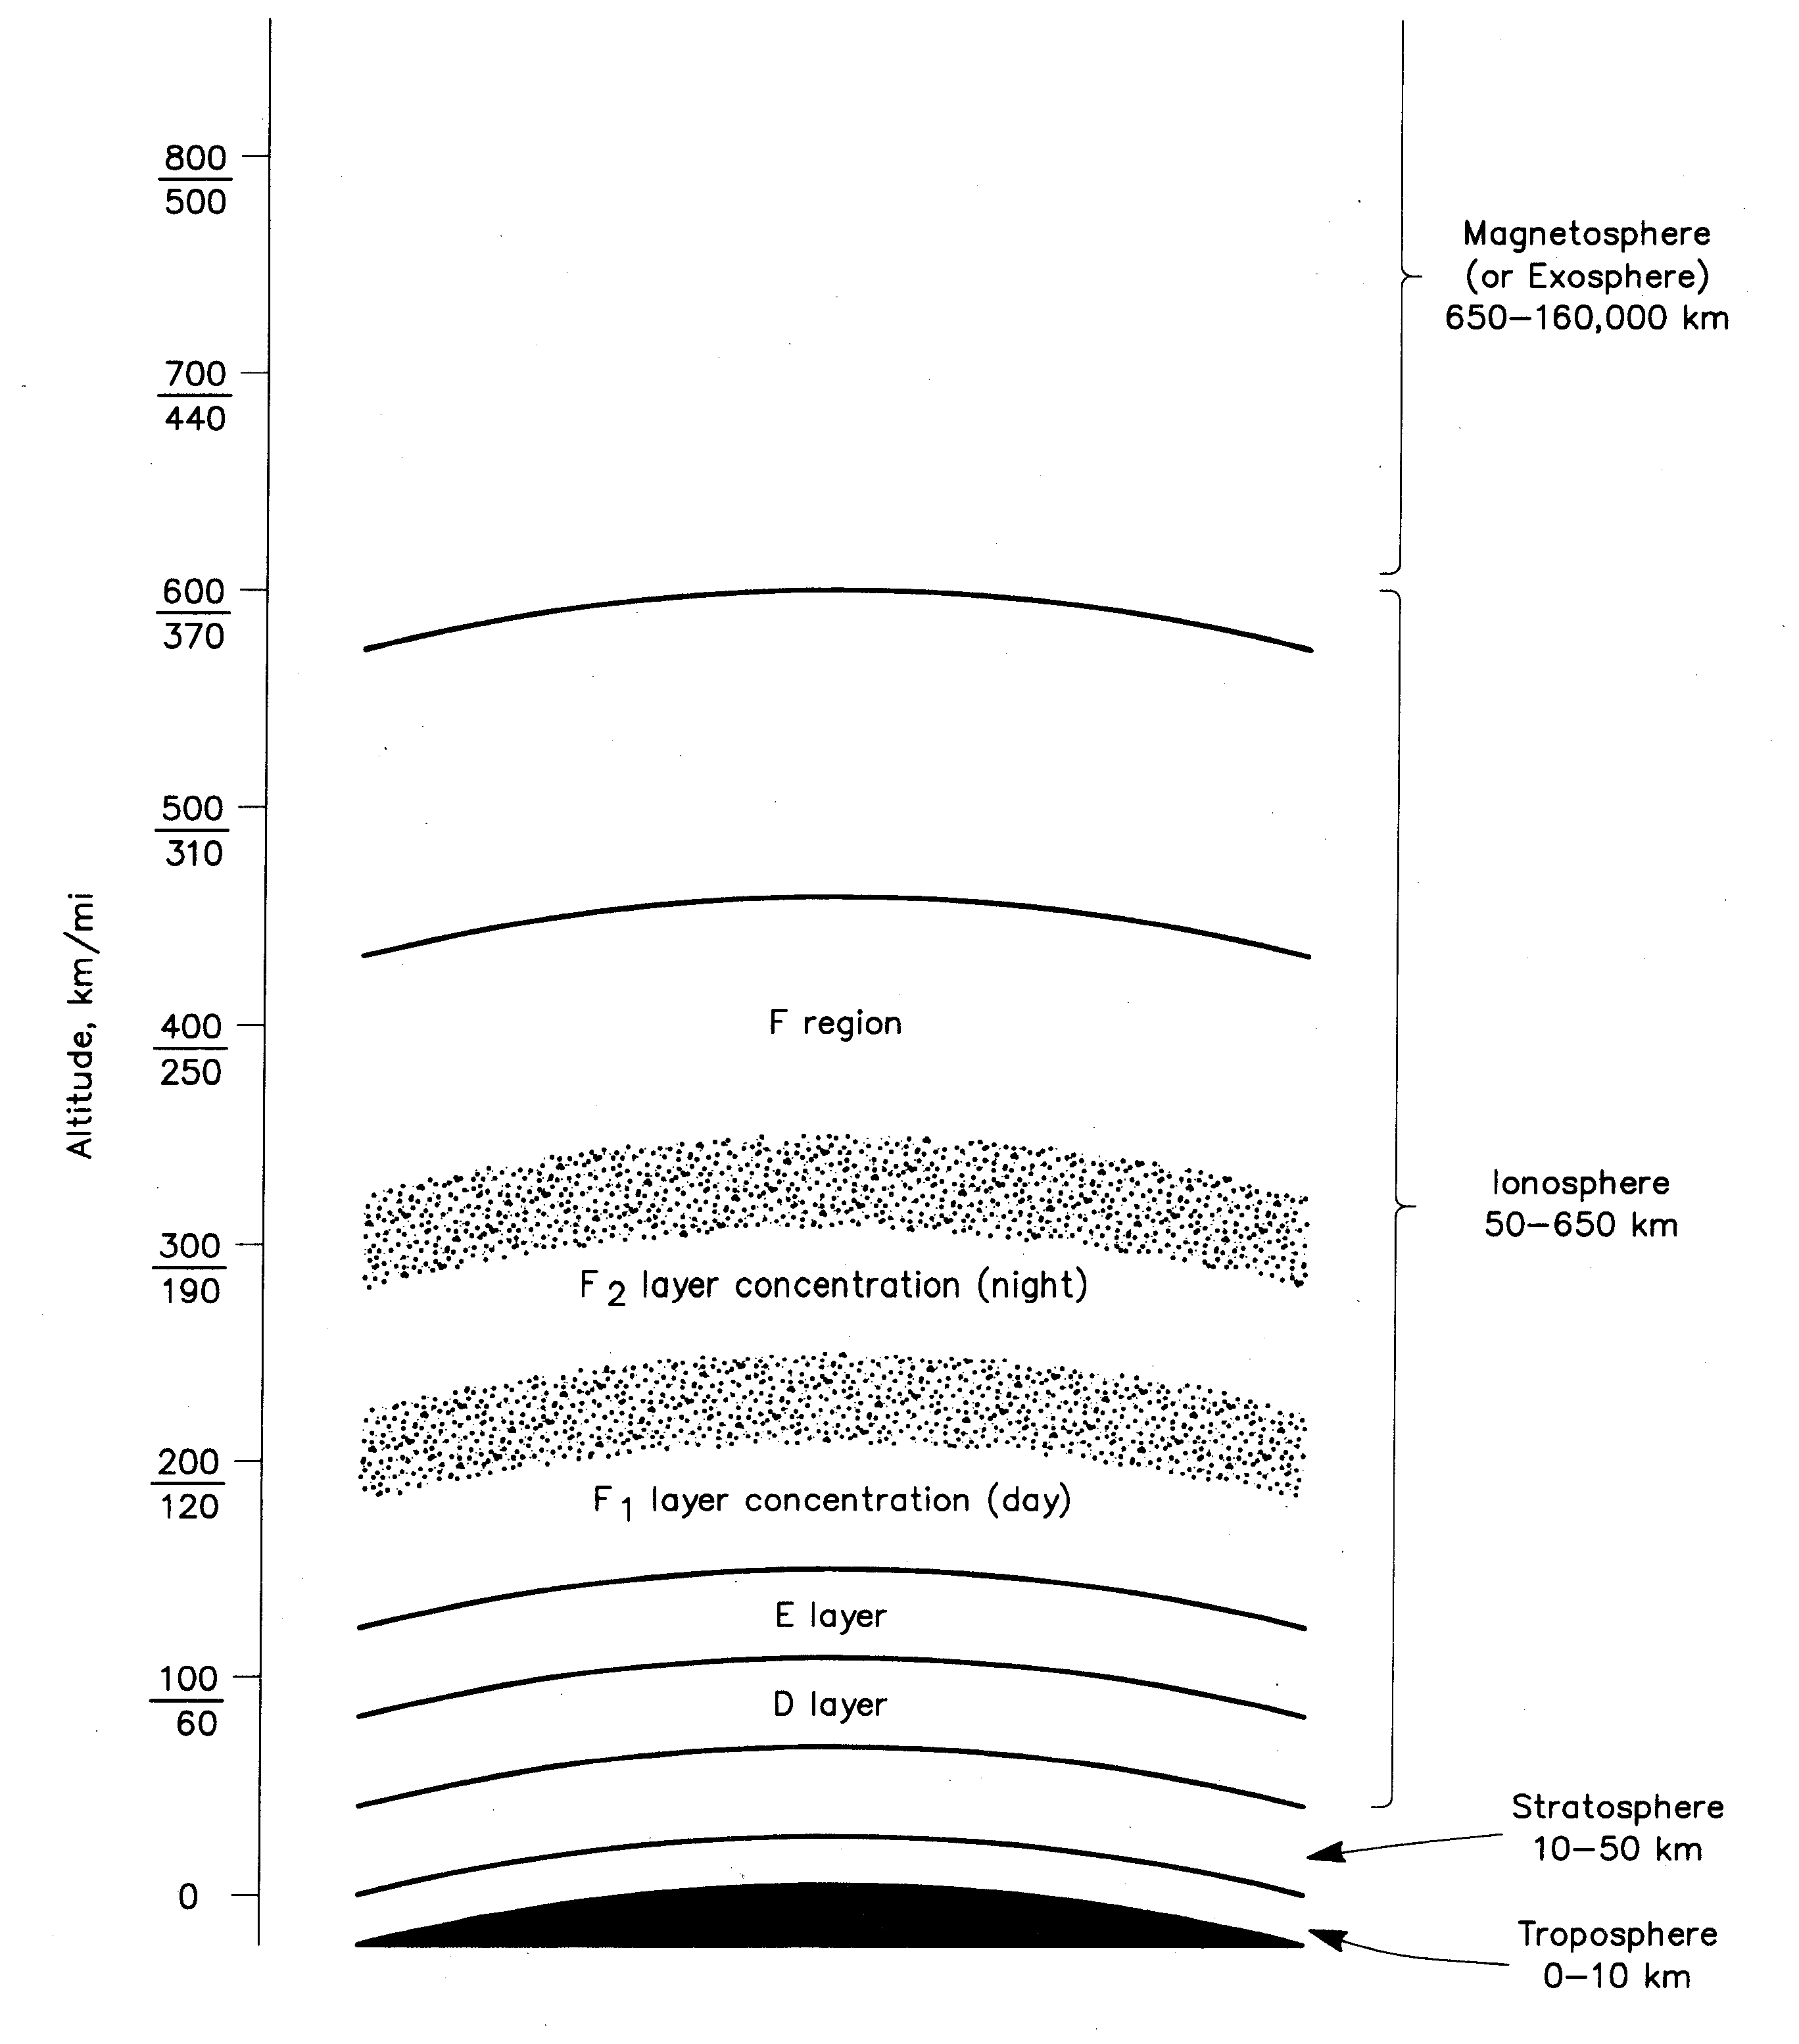 800
500
Magnetosphere
(or Exosphere)
650–160,000 km
700
440
600
370
500
310
Altitude, km/mi
400
250
F region
Ionosphere
50–650 km
300
190
F2 layer concentration (night)
200
120
F1 layer concentration (day)
E layer
100
60
D layer
Stratosphere
10–50 km
0
Troposphere
0–10 km